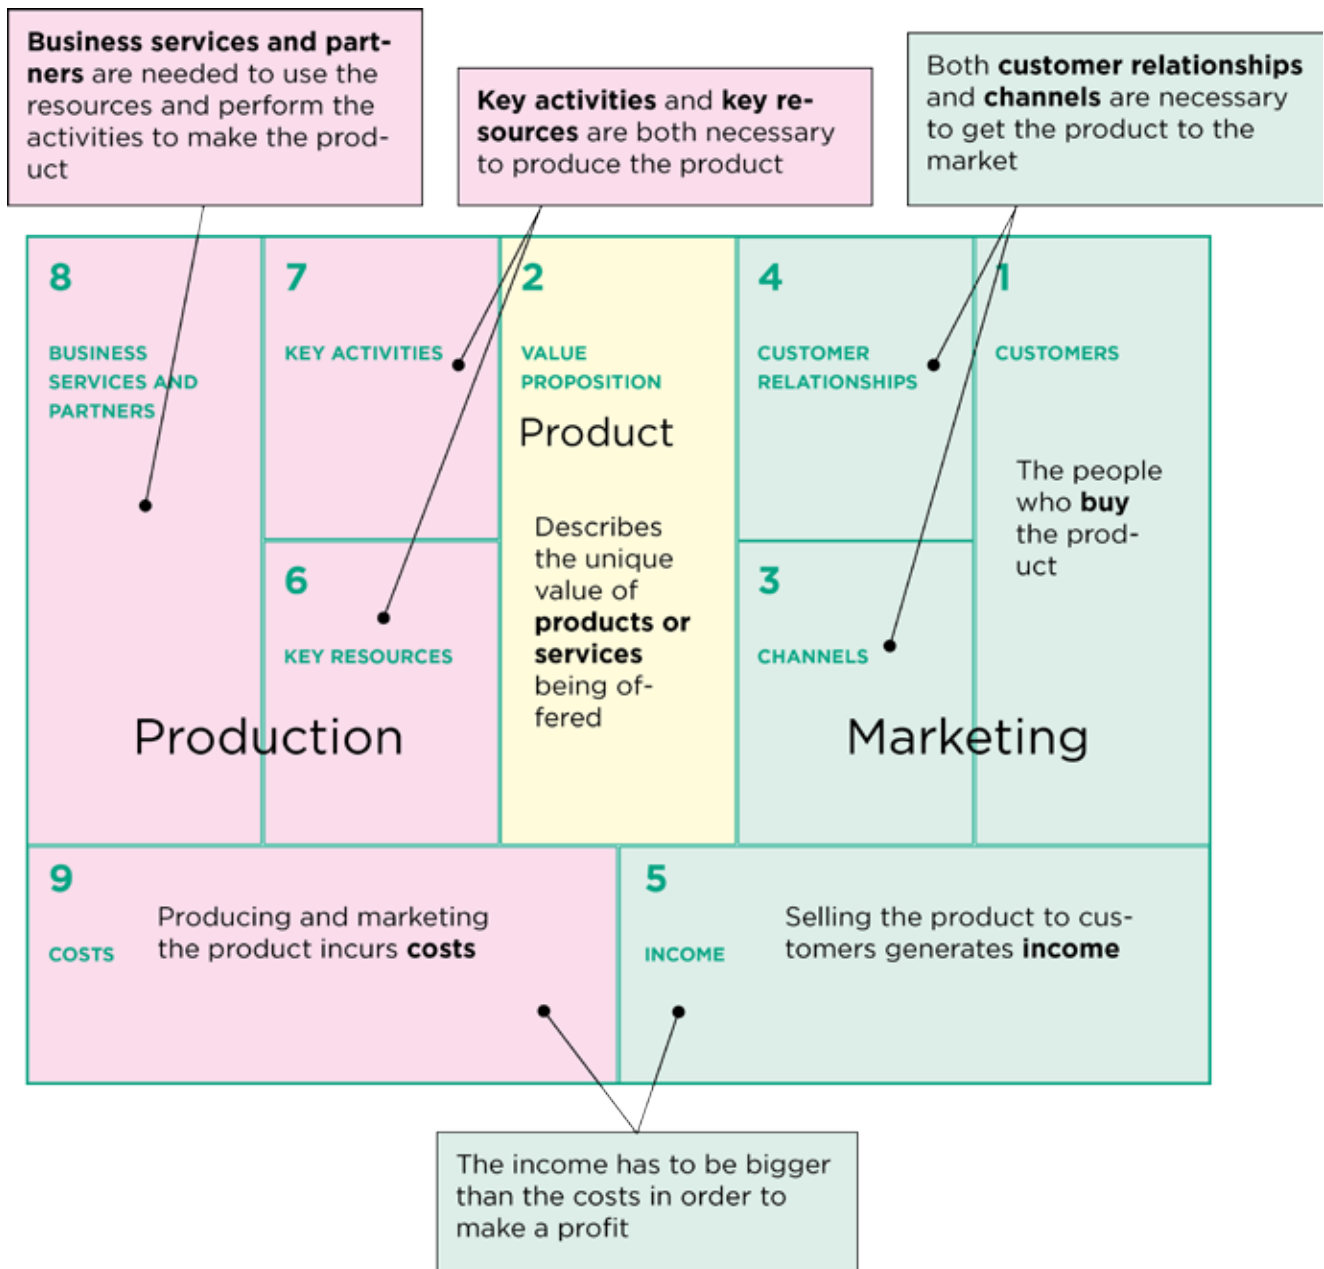 Business services and part-
ners are needed to use the
resources and perform the
activities to make the prod-
uct
Key activities and key re-
sources are both necessary
to produce the product
Both customer relationships
and channels are necessary
to get the product to the
market
8
BUSINESS
SERVICES AND
PARTNERS
7
KEY ACTIVITIES
6
KEY RESOURCES
Production
2
VALUE
PROPOSITION
Product
Describes
the unique
value of
products or
services
being of-
fered
4
CUSTOMER
RELATIONSHIPS
3
CHANNELS
1
CUSTOMERS
The people
who buy
the prod-
uct
Marketing
9
COSTS
Producing and marketing
the product incurs costs
5
INCOME
Selling the product to cus-
tomers generates income
The income has to be bigger
than the costs in order to
make a profit